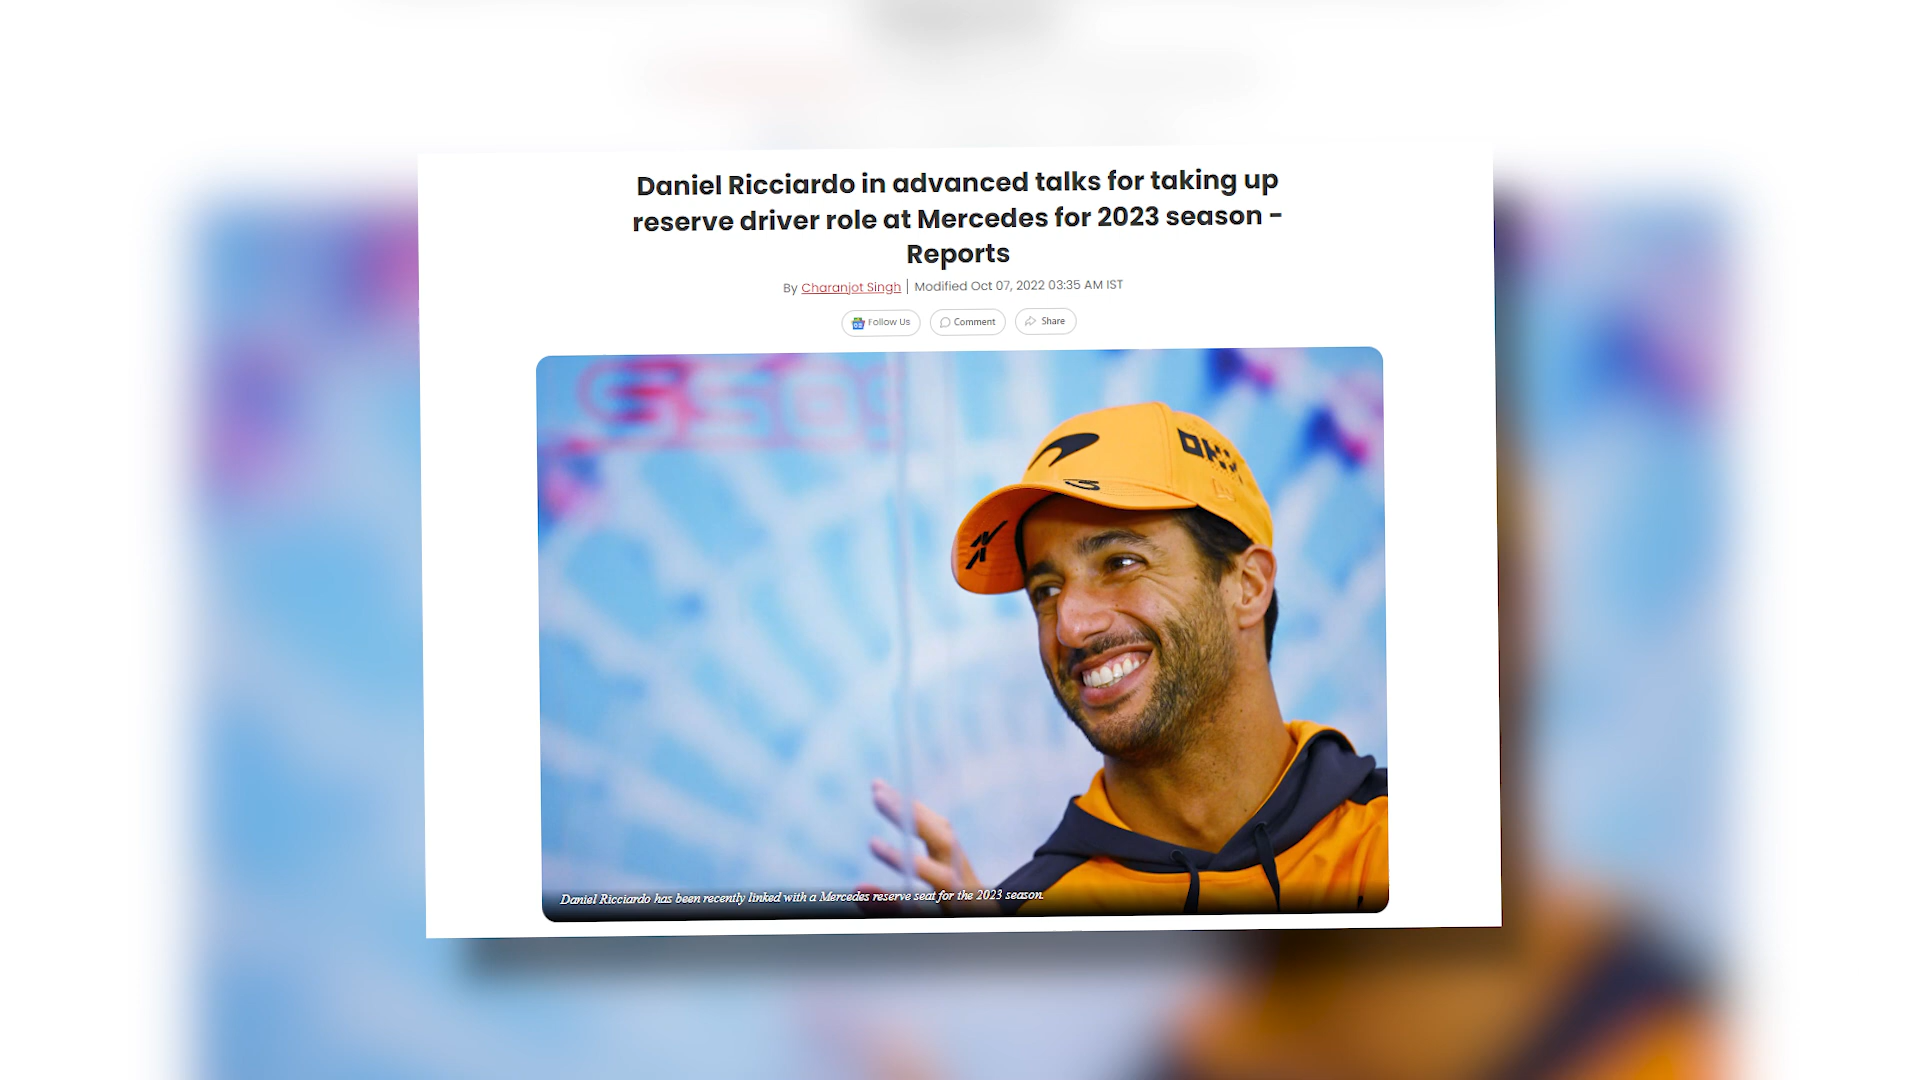 Daniel Ricciardo in advanced talks for taking up
reserve driver role at Mercedes for 2023 season -
Reports
By Charanjot Singh | Modified Oct 07, 2022 03:35 AM IST
Follow Us Comment Share
Daniel Ricciardo has been recently linked with a Mercedes reserve seat for the 2023 season.